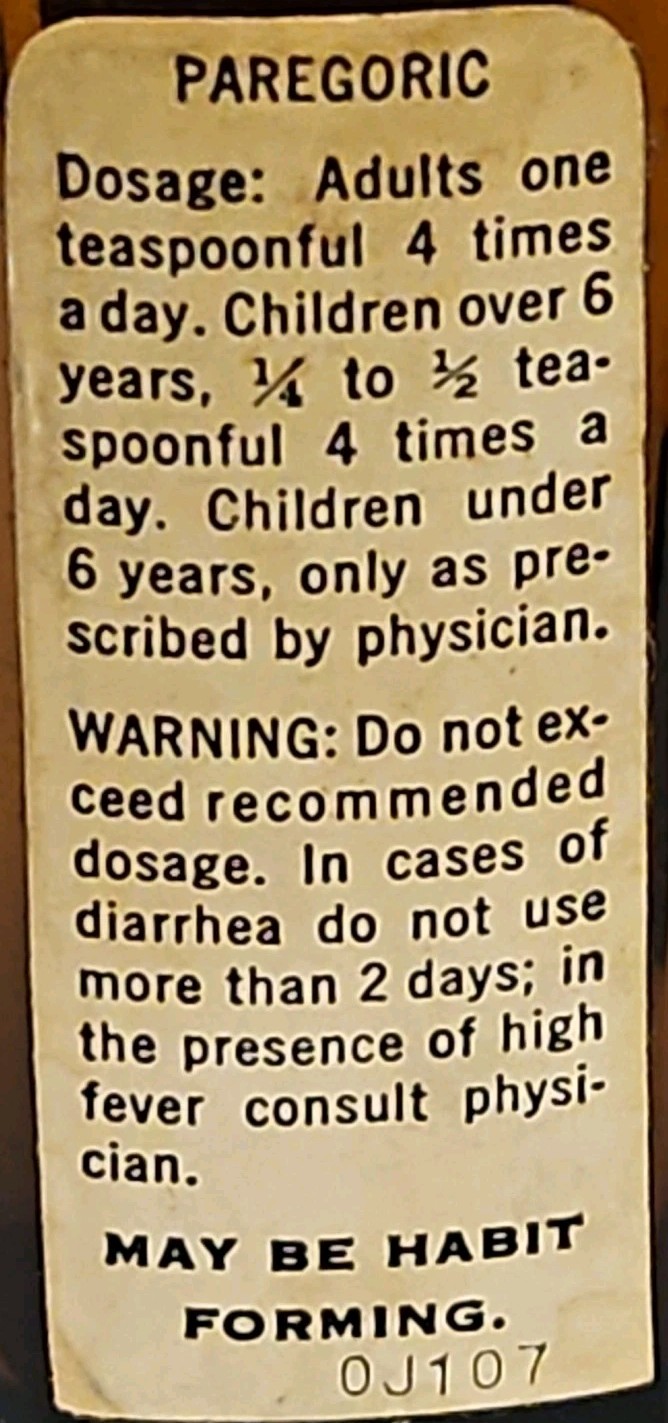 PAREGORIC
Dosage: Adults one
teaspoonful 4 times
a day. Children over 6
years, ¼ to ½ tea-
spoonful 4 times a
day. Children under
6 years, only as pre-
scribed by physician.
WARNING: Do not ex-
ceed recommended
dosage. In cases of
diarrhea do not use
more than 2 days; in
the presence of high
fever consult physi-
cian.
MAY BE HABIT
FORMING.
0J107